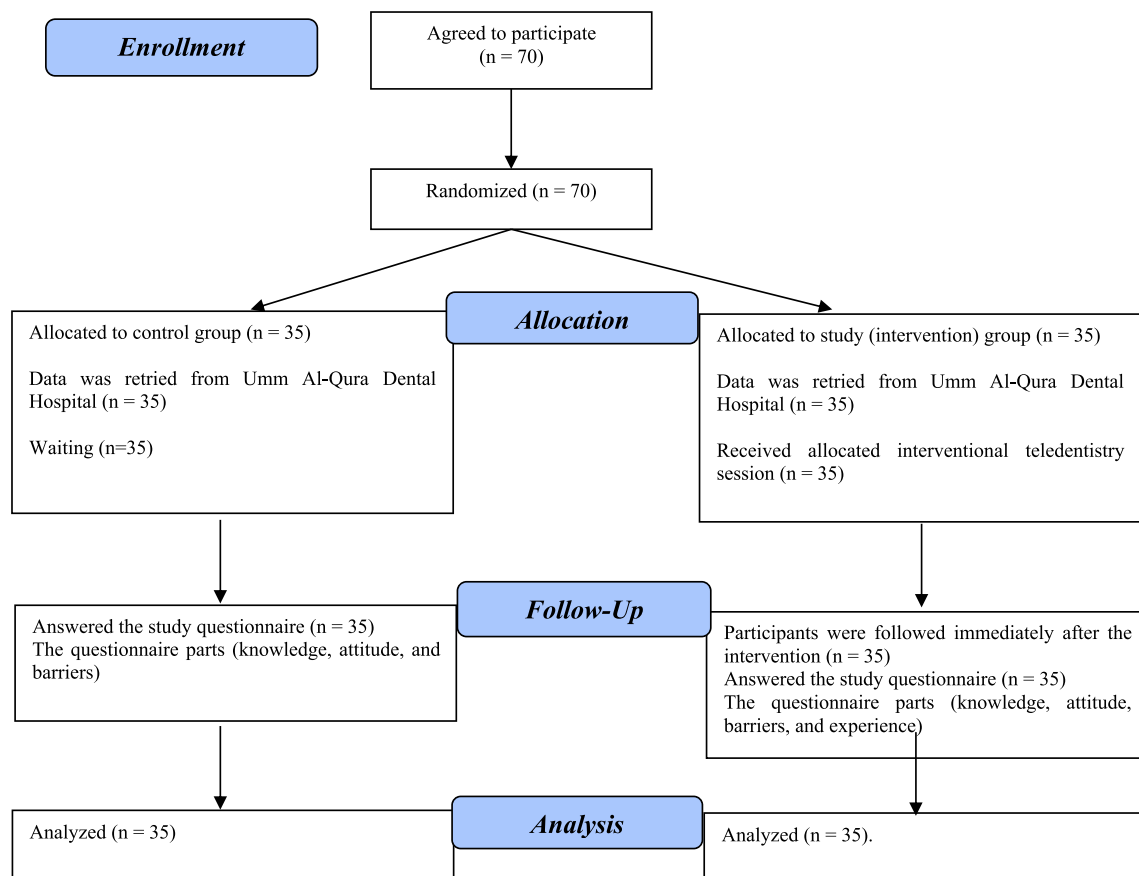 Enrollment
Agreed to participate
(n = 70)
Randomized (n = 70)
Allocation
Allocated to control group (n = 35)
Data was retried from Umm Al-Qura Dental
Hospital (n = 35)
Waiting (n=35)
Allocated to study (intervention) group (n = 35)
Data was retried from Umm Al-Qura Dental
Hospital (n = 35)
Received allocated interventional teledentistry
session (n = 35)
Follow-Up
Answered the study questionnaire (n = 35)
The questionnaire parts (knowledge, attitude, and
barriers)
Participants were followed immediately after the
intervention (n = 35)
Answered the study questionnaire (n = 35)
The questionnaire parts (knowledge, attitude,
barriers, and experience)
Analysis
Analyzed (n = 35)
Analyzed (n = 35).